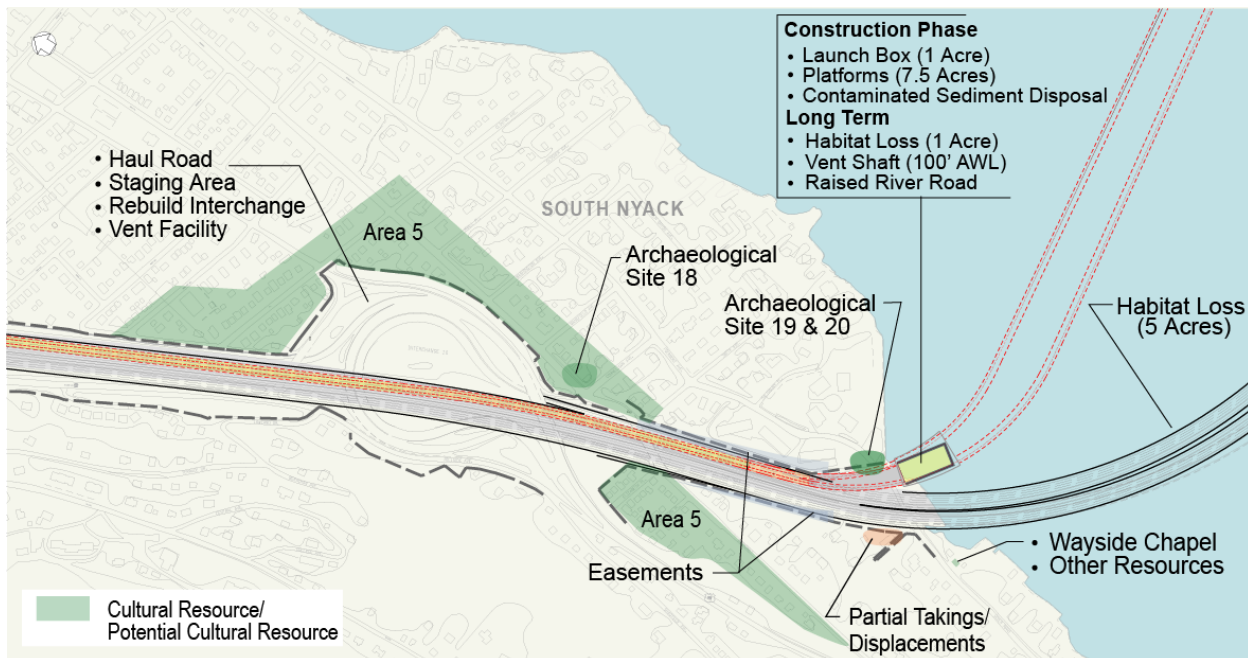 Construction Phase
• Launch Box (1 Acre)
• Platforms (7.5 Acres)
• Contaminated Sediment Disposal
Long Term
• Habitat Loss (1 Acre)
• Vent Shaft (100' AWL)
• Raised River Road
• Haul Road
• Staging Area
• Rebuild Interchange
• Vent Facility
Area 5
SOUTH NYACK
Archaeological
Site 18
Archaeological
Site 19 & 20
Habitat Loss
(5 Acres)
Area 5
Easements
• Wayside Chapel
• Other Resources
Partial Takings/
Displacements
Cultural Resource/
Potential Cultural Resource